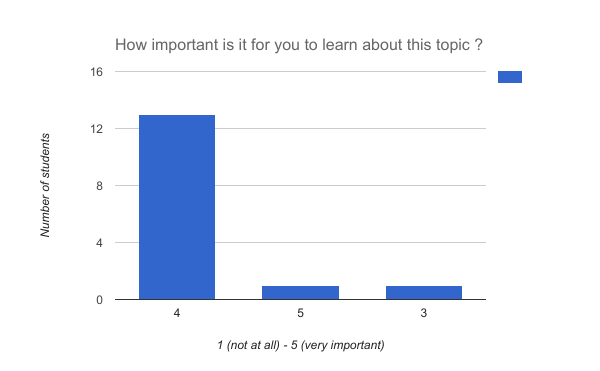 How important is it for you to learn about this topic ?
16
12
8
4
0
Number of students
4 5 3
1 (not at all) - 5 (very important)